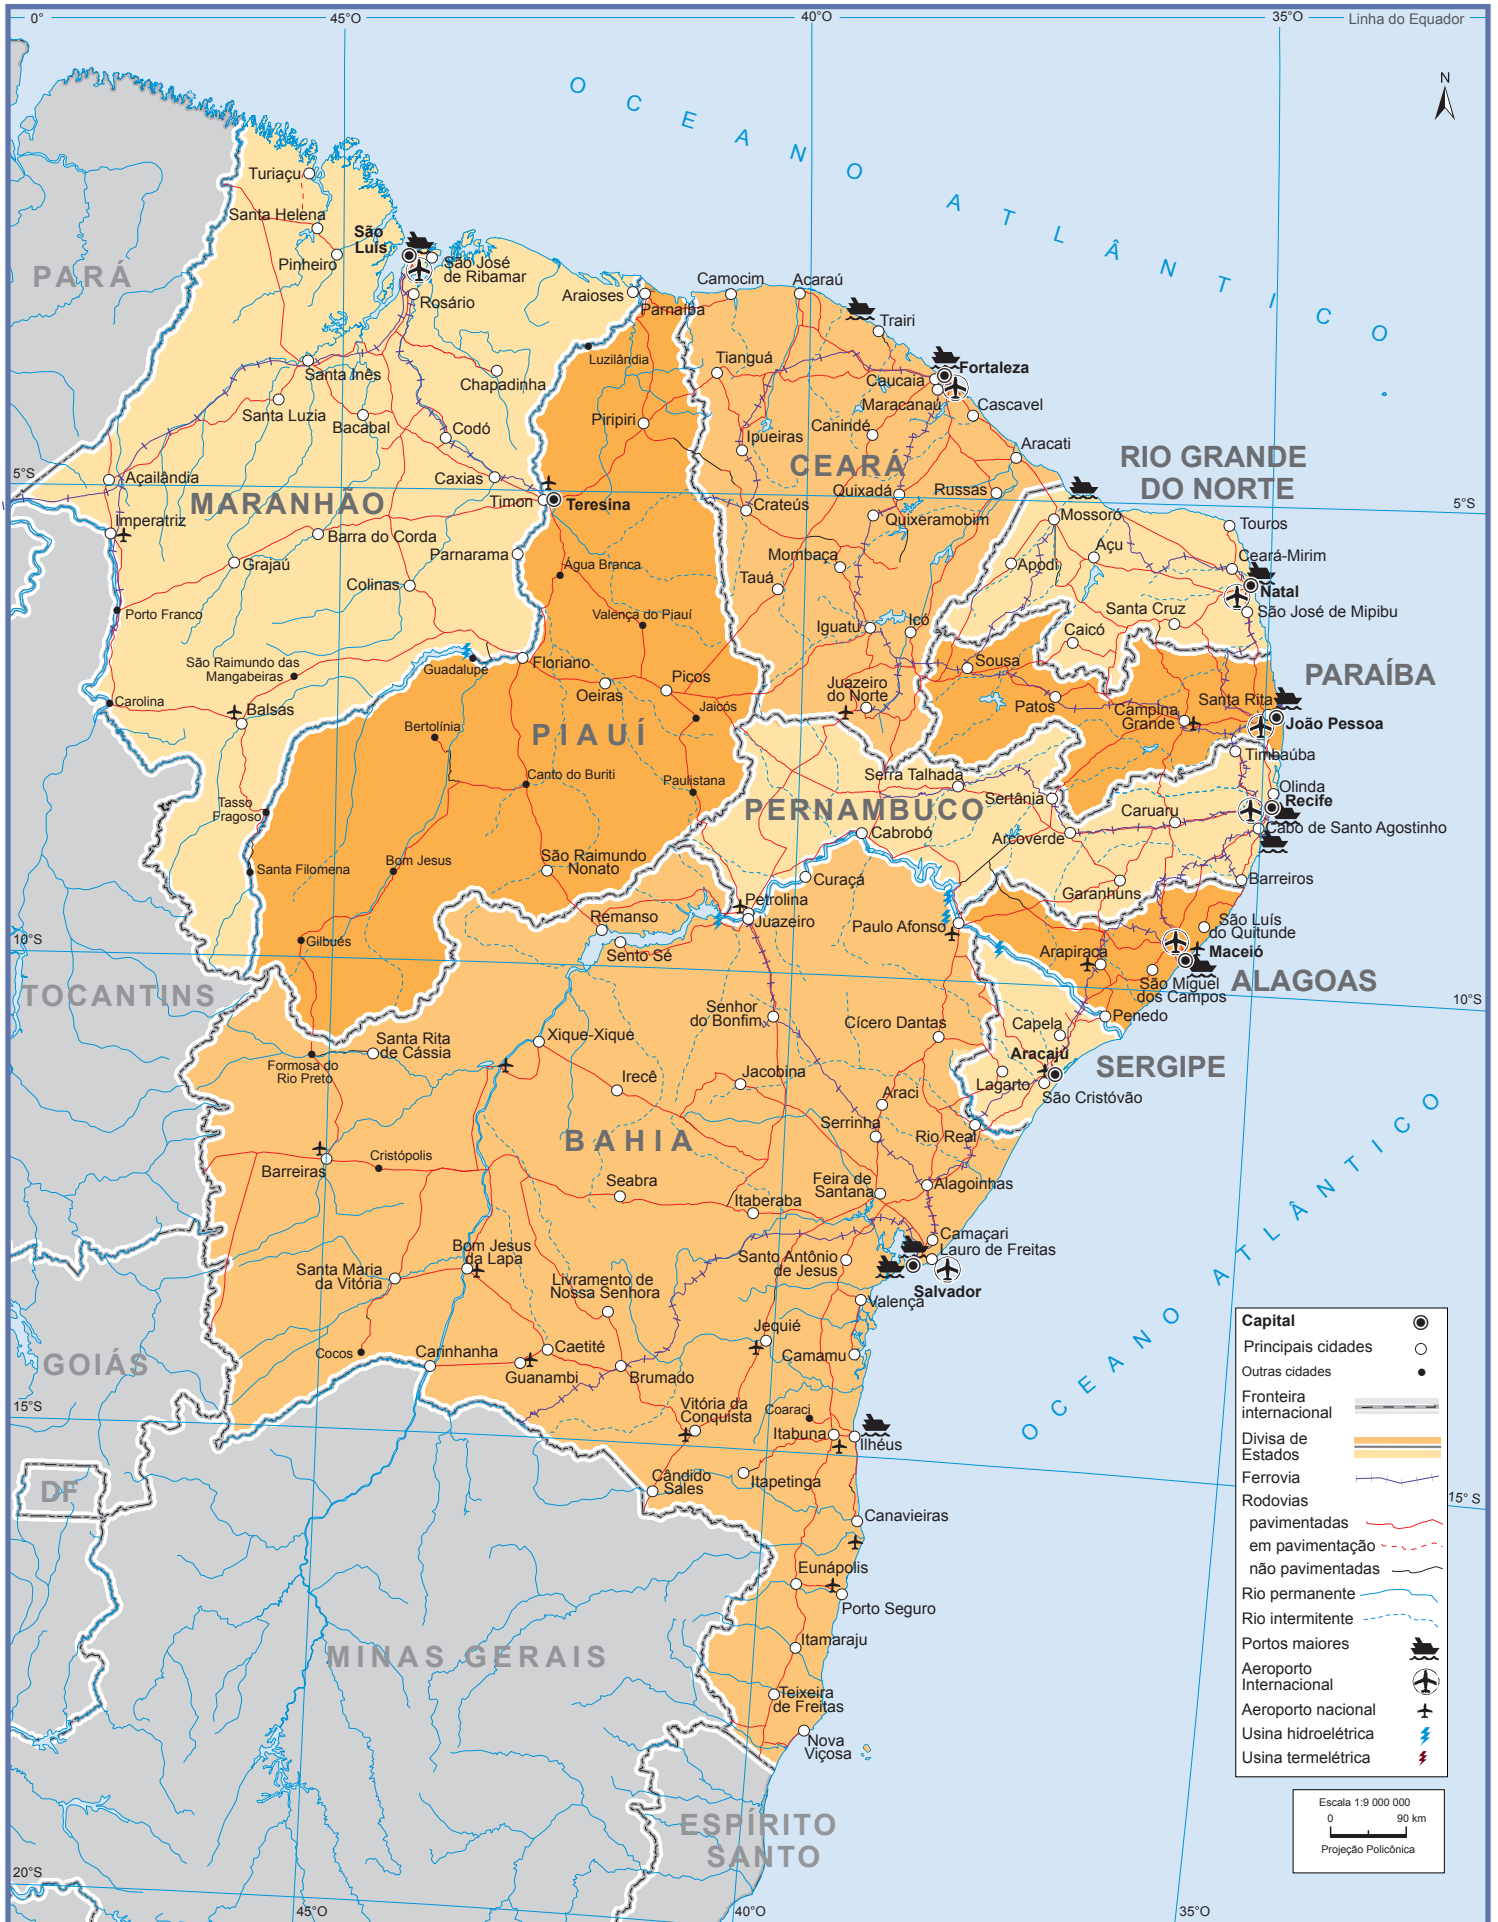 0°
45°O
40°O
35°O
Linha do Equador
N
OCEANO ATLÂNTICO
PARÁ
Turiaçu
Santa Helena
São
Luís
Pinheiro
São José
de Ribamar
Rosário
Araioses
Parnaíba
Camocim
Acaraú
Trairi
Luzilândia
Tianguá
Fortaleza
Caucaia
Maracanaú
Cascavel
Santa Inês
Chapadinha
Santa Luzia
Bacabal
Codó
Piripiri
Ipueiras
Canindé
Aracati
CEARÁ
RIO GRANDE
DO NORTE
5°S
Açailândia
MARANHÃO
Caxias
Timon
Teresina
Crateús
Quixadá
Russas
Quixeramobim
Mossoró
5°S
Touros
Imperatriz
Barra do Corda
Grajaú
Parnarama
Colinas
Água Branca
Mombaça
Tauá
Apodi
Açu
Ceará-Mirim
Natal
São José de Mipibu
Porto Franco
Valença do Piauí
Iguatu
Icó
Santa Cruz
Caicó
São Raimundo das
Mangabeiras
Guadalupe
Floriano
Oeiras
Picos
Sousa
PARAÍBA
Carolina
Balsas
Bertolínia
PIAUÍ
Jaicós
Juazeiro
do Norte
Patos
Campina
Grande
Santa Rita
João Pessoa
Timbaúba
Tasso
Fragoso
Canto do Buriti
Paulistana
Serra Talhada
PERNAMBUCO
Sertânia
Caruaru
Olinda
Recife
Cabo de Santo Agostinho
Cabrobó
Arcoverde
Santa Filomena
Bom Jesus
São Raimundo
Nonato
Curaçá
Garanhuns
Barreiros
Petrolina
Juazeiro
Remanso
Sento Sé
Paulo Afonso
São Luís
do Quitunde
10°S
Gilbués
Arapiraca
Maceió
São Miguel
dos Campos
ALAGOAS
TOCANTINS
10°S
Senhor
do Bonfim
Cícero Dantas
Penedo
Capela
Aracaju
SERGIPE
Xique-Xique
Santa Rita
de Cássia
Formosa do
Rio Preto
Irecê
Jacobina
Lagarto
São Cristóvão
Araci
Serrinha
Rio Real
BAHIA
Barreiras
Cristópolis
Seabra
Itaberaba
Feira de
Santana
Alagoinhas
Camaçari
Lauro de Freitas
Santo Antônio
de Jesus
Salvador
Bom Jesus
da Lapa
Santa Maria
da Vitória
Livramento de
Nossa Senhora
Valença
OCEANO ATLÂNTICO
GOIÁS
Cocos
Carinhanha
Caetité
Guanambi
Brumado
Jequié
Camamu
15°S
Vitória da
Conquista
Coaraci
Itabuna
Ilhéus
DF
Cândido
Sales
Itapetinga
Canavieiras
15° S
Eunápolis
Porto Seguro
MINAS GERAIS
Itamaraju
Teixeira
de Freitas
Nova
Viçosa
ESPÍRITO
SANTO
20°S
45°O
40°O
35°O
Capital
Principais cidades
Outras cidades
Fronteira
internacional
Divisa de
Estados
Ferrovia
Rodovias
pavimentadas
em pavimentação
não pavimentadas
Rio permanente
Rio intermitente
Portos maiores
Aeroporto
Internacional
Aeroporto nacional
Usina hidroelétrica
Usina termelétrica
Escala 1:9 000 000
0 90 km
Projeção Policônica